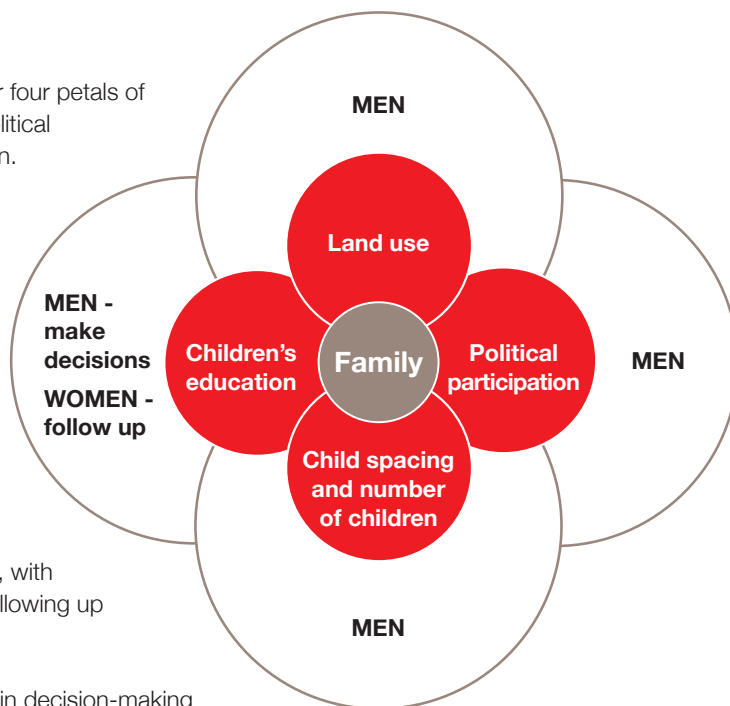 r four petals of
litical
n.
MEN
Land use
MEN -
make
decisions
WOMEN -
follow up
Children's
education
Family
Political
participation
MEN
Child spacing
and number
of children
, with
llowing up
MEN
in decision-making